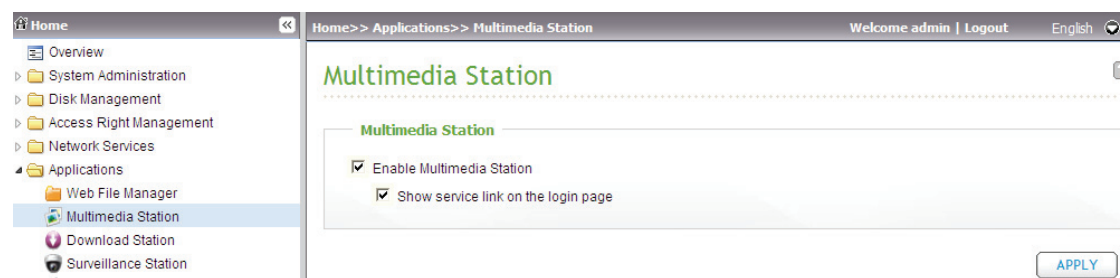 Home
Home>> Applications>> Multimedia Station
Welcome admin | Logout
English
Overview
System Administration
Disk Management
Access Right Management
Network Services
Applications
Web File Manager
Multimedia Station
Download Station
Surveillance Station
Multimedia Station
Multimedia Station
Enable Multimedia Station
Show service link on the login page
APPLY